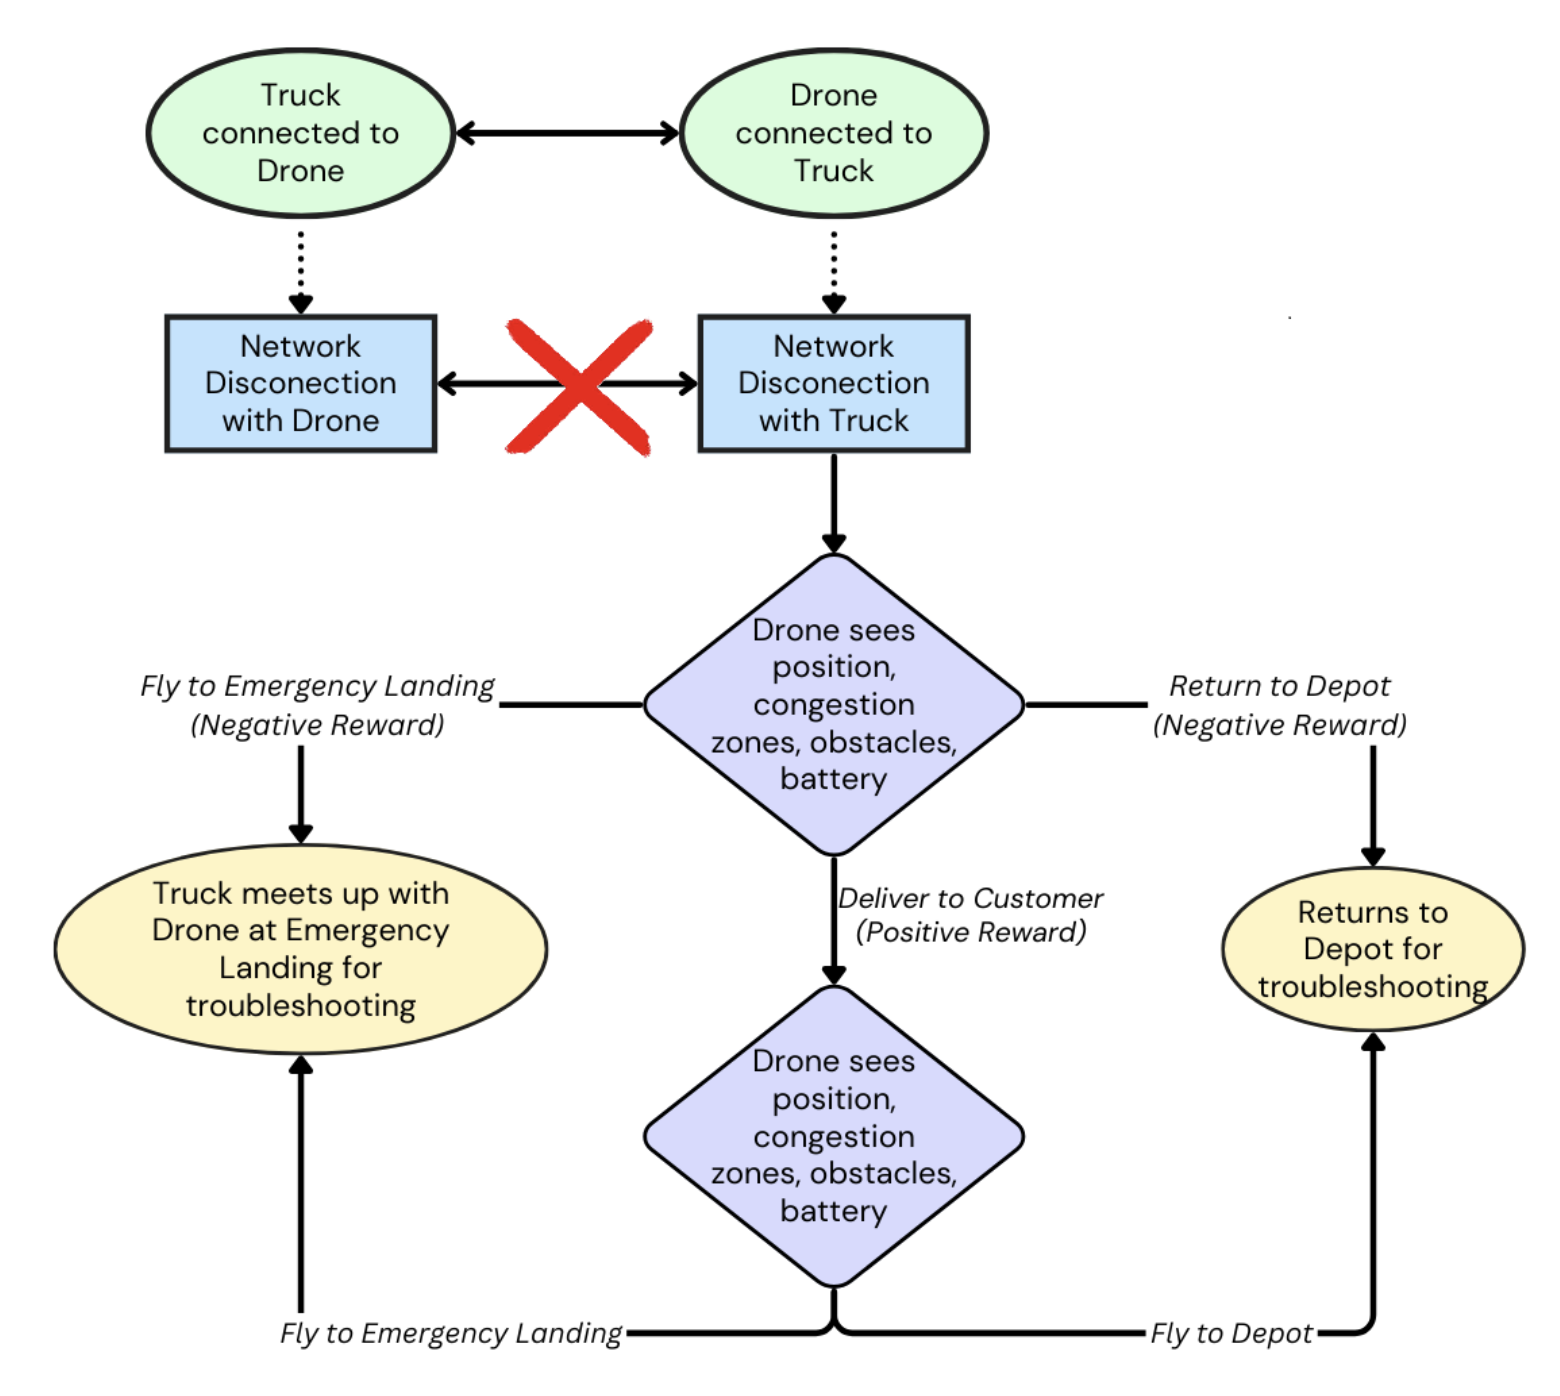 Truck
connected to
Drone
Drone
connected to
Truck
Network
Disconection
with Drone
Network
Disconection
with Truck
Drone sees
position,
congestion
zones, obstacles,
battery
Fly to Emergency Landing
(Negative Reward)
Return to Depot
(Negative Reward)
Truck meets up with
Drone at Emergency
Landing for
troubleshooting
Deliver to Customer
(Positive Reward)
Returns to
Depot for
troubleshooting
Drone sees
position,
congestion
zones, obstacles,
battery
Fly to Emergency Landing
Fly to Depot